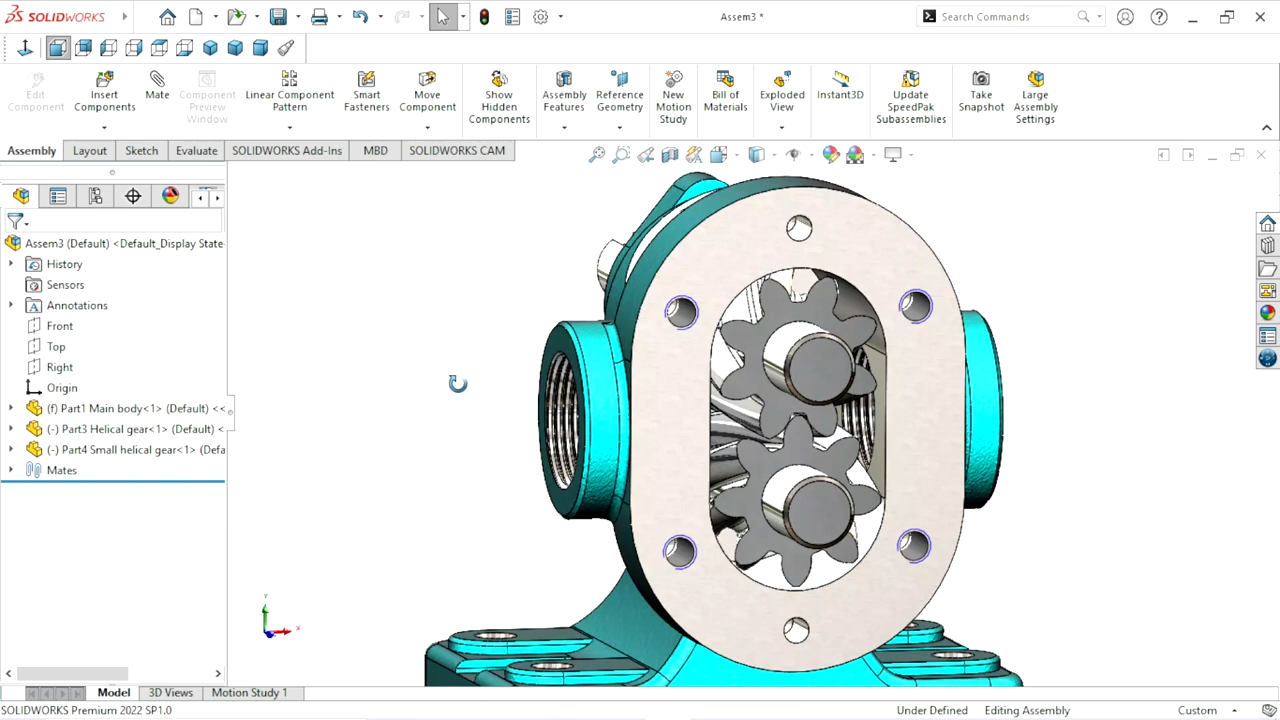 SOLIDWORKS
Assem3 *
Search Commands
Edit Component
Insert Components
Mate
Component Preview Window
Linear Component Pattern
Smart Fasteners
Move Component
Show Hidden Components
Assembly Features
Reference Geometry
New Motion Study
Bill of Materials
Exploded View
Instant3D
Update SpeedPak Subassemblies
Take Snapshot
Large Assembly Settings
Assembly
Layout
Sketch
Evaluate
SOLIDWORKS Add-Ins
MBD
SOLIDWORKS CAM
Assem3 (Default) <Default_Display State
History
Sensors
Annotations
Front
Top
Right
Origin
(f) Part1 Main body<1> (Default) <<
(-) Part3 Helical gear<1> (Default) <
(-) Part4 Small helical gear<1> (Defa
Mates
Y
X
Model
3D Views
Motion Study 1
SOLIDWORKS Premium 2022 SP1.0
Under Defined
Editing Assembly
Custom